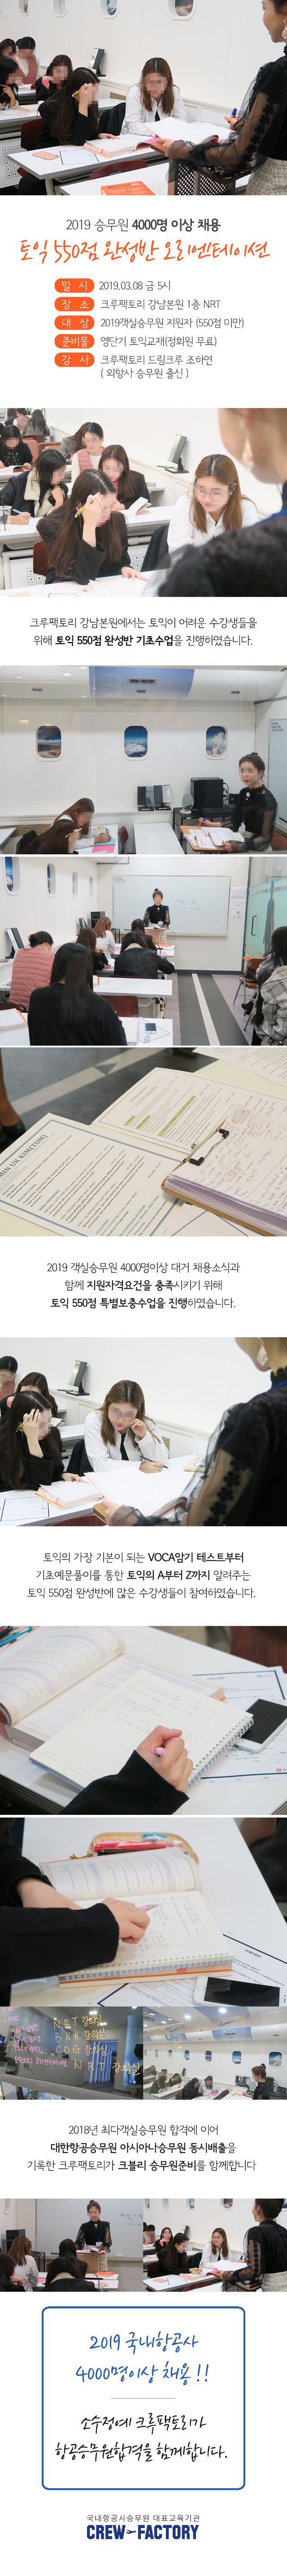 2019 승무원 4000명 이상 채용
토익 550점 완성반 오리엔테이션
일 시 2019.03.08 금 5시
장 소 크루팩토리 강남본원 1층 NRT
대 상 2019객실승무원 지원자 (550점 미만)
준비물 영단기 토익교재(정회원 무료)
강 사 크루팩토리 드림크루 조하연
( 외항사 승무원 출신 )
크루팩토리 강남본원에서는 토익이 어려운 수강생들을
위해 토익 550점 완성반 기초수업을 진행하였습니다.
CREW FACTORY
2019 객실승무원 4000명이상 대거 채용소식과
함께 지원자격요건을 충족시키기 위해
토익 550점 특별보충수업을 진행하였습니다.
토익의 가장 기본이 되는 VOCA암기 테스트부터
기초예문풀이를 통한 토익의 A부터 Z까지 알려주는
토익 550점 완성반에 많은 수강생들이 참여하였습니다.
BKK 강의실
CDG 강의실
NRT 강의실
2018년 최다객실승무원 합격에 이어
대한항공승무원 아시아나승무원 동시배출을
기록한 크루팩토리가 크블리 승무원준비를 함께합니다
2019 국내항공사
4000명이상 채용 !!
소수정예 크루팩토리가
항공승무원합격을 함께합니다.
국내항공사승무원 대표교육기관
CREW FACTORY